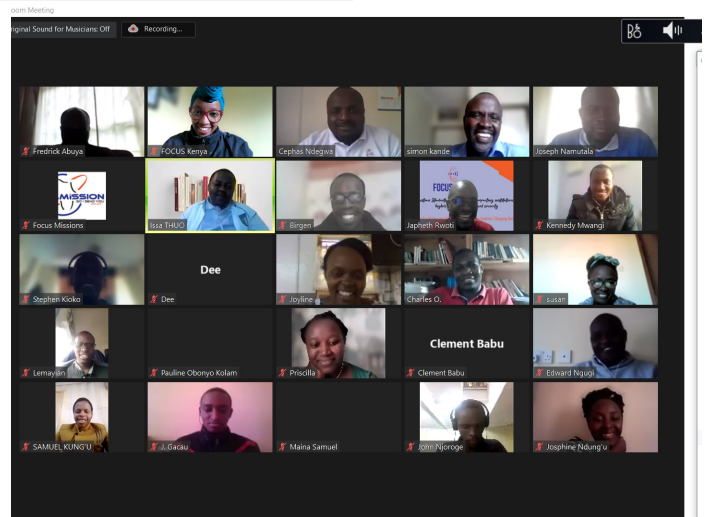 oom Meeting
riginal Sound for Musicians: Off
Recording...
Fredrick Abuya
FOCUS Kenya
Cephas Ndegwa
simon kande
Joseph Namutala
MISSION
Focus Missions
Issa THUO
Birgen
FOCUS
Japheth Rwoti
Kennedy Mwangi
Stephen Kioko
Dee
Dee
Joyline
Charles O.
susan
Lemayian
Pauline Obonyo Kolam
Priscilla
Clement Babu
Clement Babu
Edward Ngugi
SAMUEL KUNG'U
J. Gacau
Maina Samuel
John Njoroge
Josphine Ndung'u